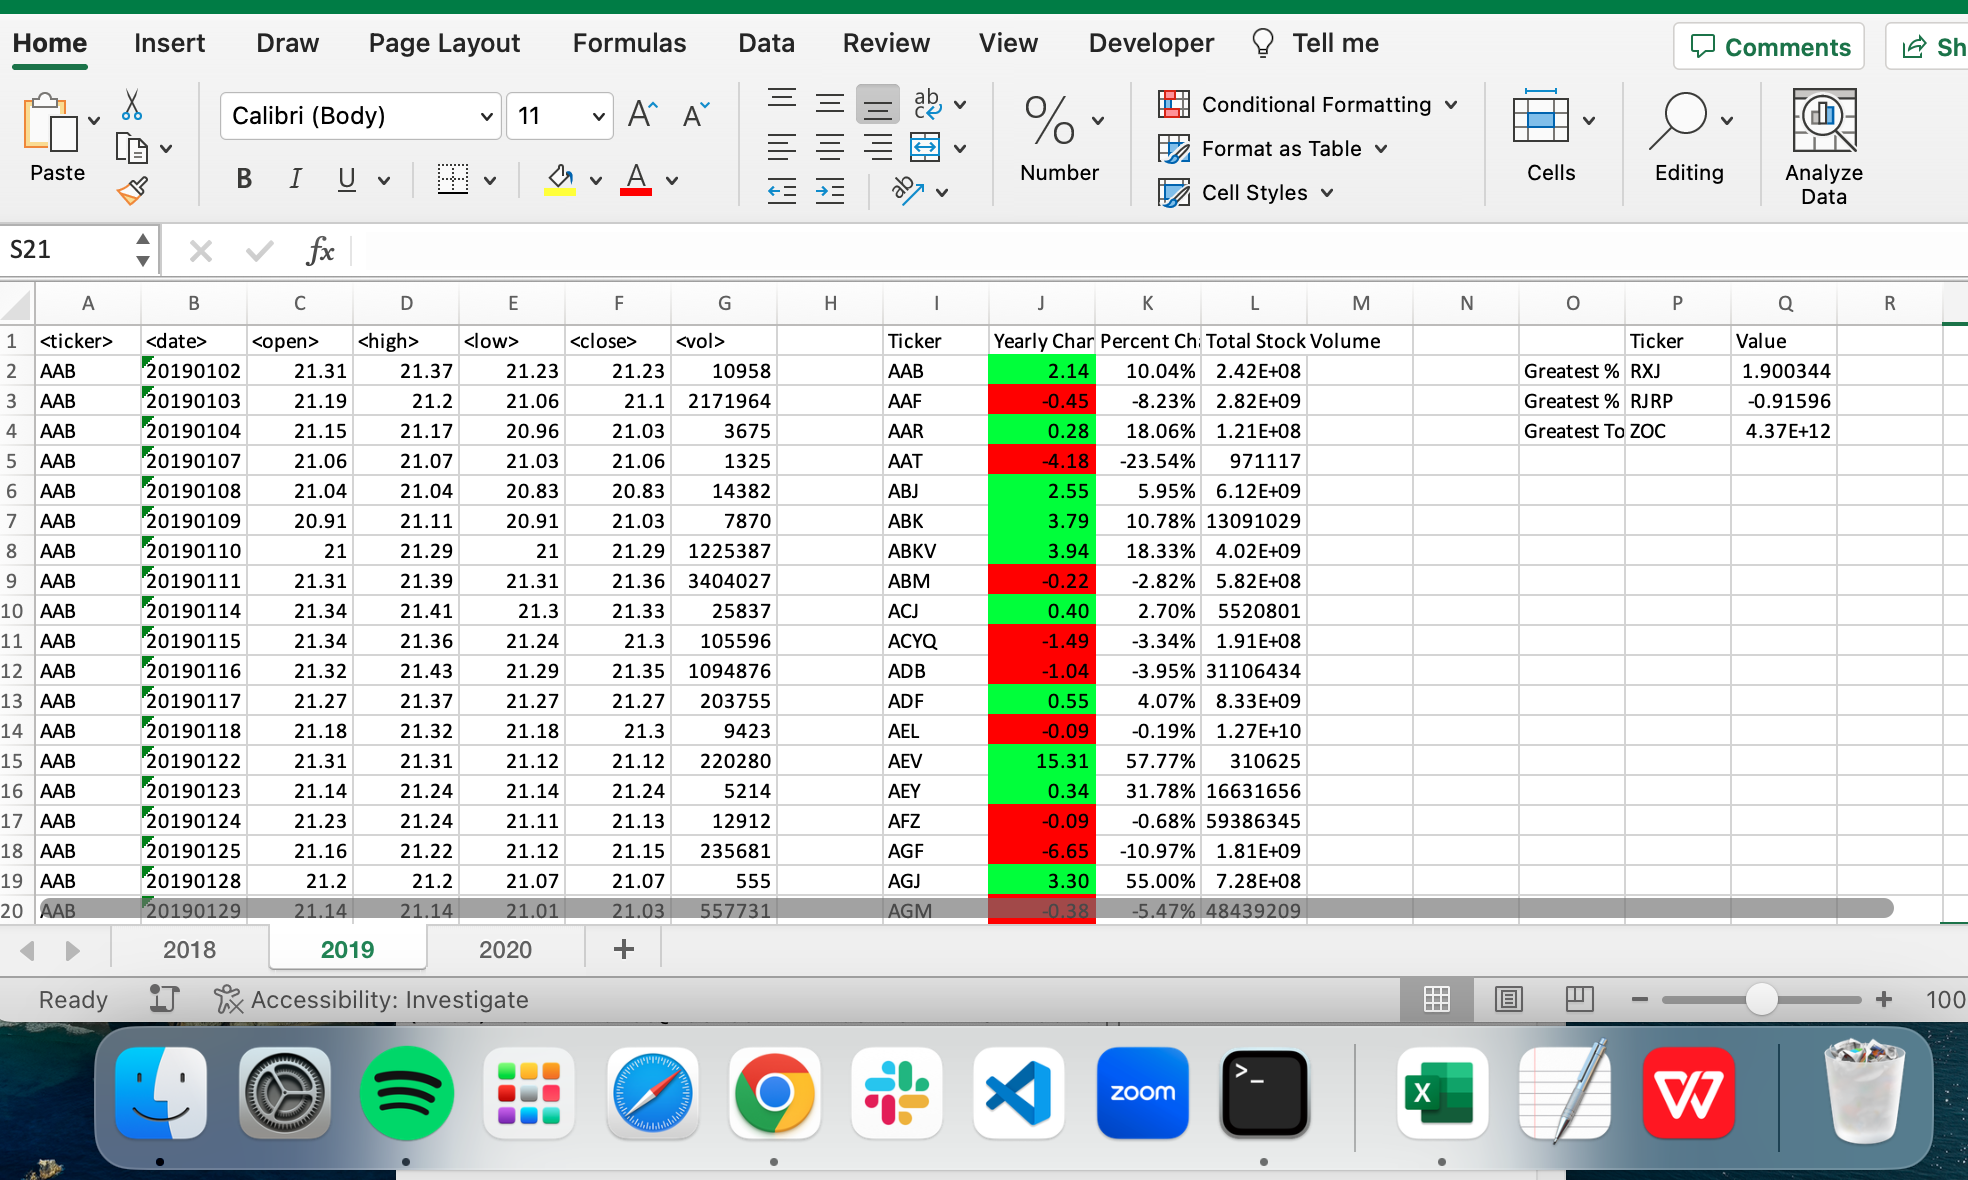 Home Insert Draw Page Layout Formulas Data Review View Developer Tell me Comments Sh
Paste Calibri (Body) 11 Number Conditional Formatting Format as Table Cell Styles Cells Editing Analyze Data
S21 fx
A B C D E F G H I J K L M N O P Q R
1 <ticker> <date> <open> <high> <low> <close> <vol> Ticker Yearly Char Percent Ch Total Stock Volume Ticker Value
2 AAB 20190102 21.31 21.37 21.23 21.23 10958 AAB 2.14 10.04% 2.42E+08 Greatest % RXJ 1.900344
3 AAB 20190103 21.19 21.2 21.06 21.1 2171964 AAF -0.45 -8.23% 2.82E+09 Greatest % RJRP -0.91596
4 AAB 20190104 21.15 21.17 20.96 21.03 3675 AAR 0.28 18.06% 1.21E+08 Greatest To ZOC 4.37E+12
5 AAB 20190107 21.06 21.07 21.03 21.06 1325 AAT -4.18 -23.54% 971117
6 AAB 20190108 21.04 21.04 20.83 20.83 14382 ABJ 2.55 5.95% 6.12E+09
7 AAB 20190109 20.91 21.11 20.91 21.03 7870 ABK 3.79 10.78% 13091029
8 AAB 20190110 21 21.29 21 21.29 1225387 ABKV 3.94 18.33% 4.02E+09
9 AAB 20190111 21.31 21.39 21.31 21.36 3404027 ABM -0.22 -2.82% 5.82E+08
10 AAB 20190114 21.34 21.41 21.3 21.33 25837 ACJ 0.40 2.70% 5520801
11 AAB 20190115 21.34 21.36 21.24 21.3 105596 ACYQ -1.49 -3.34% 1.91E+08
12 AAB 20190116 21.32 21.43 21.29 21.35 1094876 ADB -1.04 -3.95% 31106434
13 AAB 20190117 21.27 21.37 21.27 21.27 203755 ADF 0.55 4.07% 8.33E+09
14 AAB 20190118 21.18 21.32 21.18 21.3 9423 AEL -0.09 -0.19% 1.27E+10
15 AAB 20190122 21.31 21.31 21.12 21.12 220280 AEV 15.31 57.77% 310625
16 AAB 20190123 21.14 21.24 21.14 21.24 5214 AEY 0.34 31.78% 16631656
17 AAB 20190124 21.23 21.24 21.11 21.13 12912 AFZ -0.09 -0.68% 59386345
18 AAB 20190125 21.16 21.22 21.12 21.15 235681 AGF -6.65 -10.97% 1.81E+09
19 AAB 20190128 21.2 21.2 21.07 21.07 555 AGJ 3.30 55.00% 7.28E+08
20 AAB 20190129 21.14 21.14 21.01 21.03 557731 AGM -0.38 -5.47% 48439209
2018 2019 2020 +
Ready Accessibility: Investigate 100
zoom